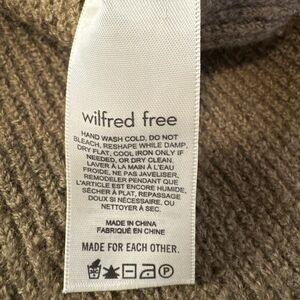 wilfred free
HAND WASH COLD, DO NOT
BLEACH, RESHAPE WHILE DAMP,
DRY FLAT, COOL IRON ONLY IF
NEEDED, OR DRY CLEAN.
LAVER À LA MAIN À L'EAU
FROIDE, NE PAS JAVELISER,
REMODELER PENDANT QUE
L'ARTICLE EST ENCORE HUMIDE,
SÉCHER À PLAT, REPASSAGE
DOUX SI NÉCESSAIRE, OU
NETTOYER À SEC.
MADE IN CHINA
FABRIQUÉ EN CHINE
MADE FOR EACH OTHER.